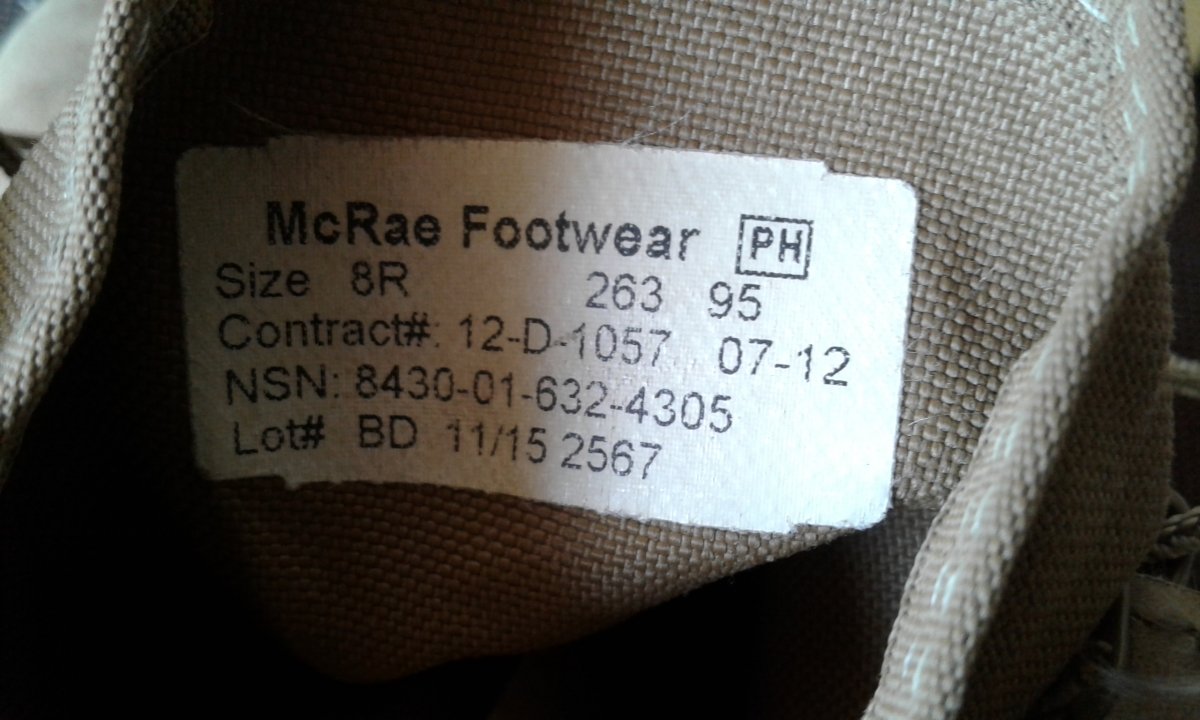 McRae Footwear PH
Size 8R 263 95
Contract#: 12-D-1057 07-12
NSN: 8430-01-632-4305
Lot# BD 11/15 2567